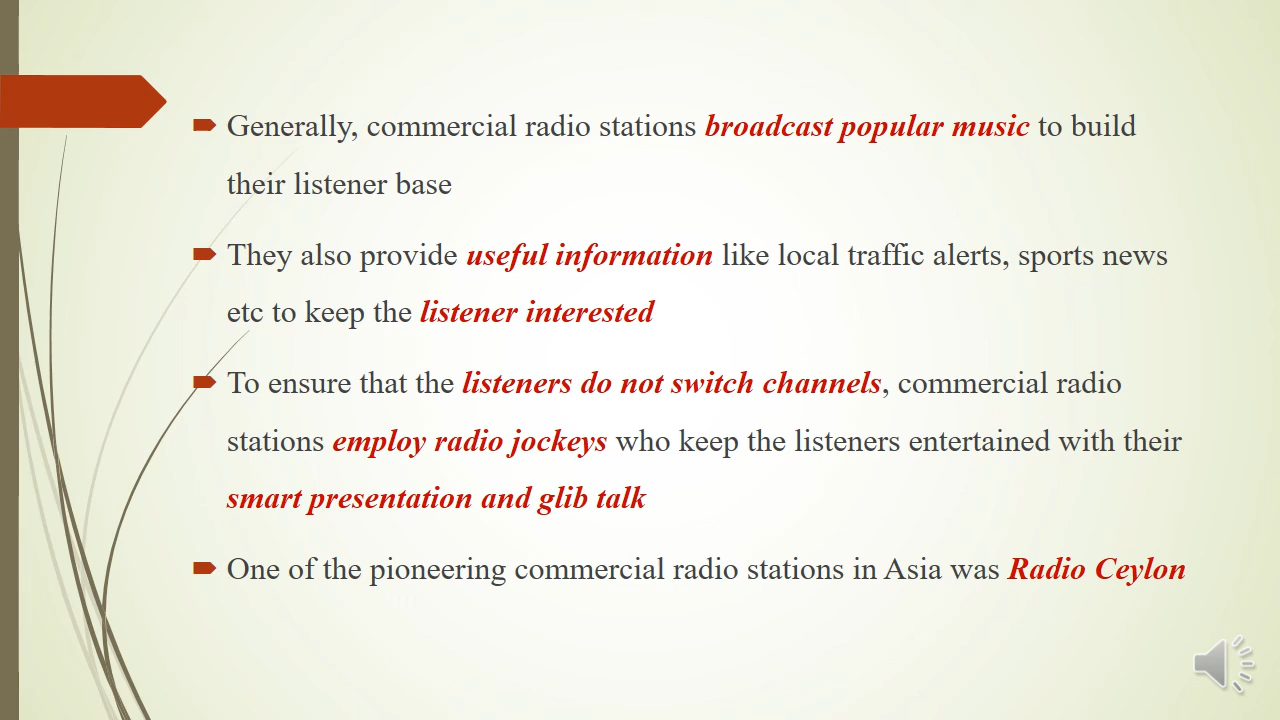 Generally, commercial radio stations broadcast popular music to build
their listener base
They also provide useful information like local traffic alerts, sports news
etc to keep the listener interested
To ensure that the listeners do not switch channels, commercial radio
stations employ radio jockeys who keep the listeners entertained with their
smart presentation and glib talk
One of the pioneering commercial radio stations in Asia was Radio Ceylon